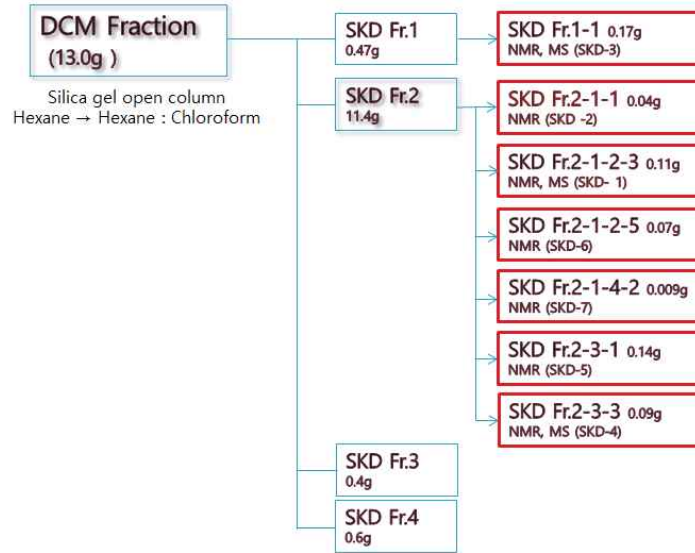 DCM Fraction
(13.0g )
Silica gel open column
Hexane → Hexane : Chloroform
SKD Fr.1
0.47g
SKD Fr.1-1 0.17g
NMR, MS (SKD-3)
SKD Fr.2
11.4g
SKD Fr.2-1-1 0.04g
NMR (SKD -2)
SKD Fr.2-1-2-3 0.11g
NMR, MS (SKD- 1)
SKD Fr.2-1-2-5 0.07g
NMR (SKD-6)
SKD Fr.2-1-4-2 0.009g
NMR (SKD-7)
SKD Fr.2-3-1 0.14g
NMR (SKD-5)
SKD Fr.2-3-3 0.09g
NMR, MS (SKD-4)
SKD Fr.3
0.4g
SKD Fr.4
0.6g